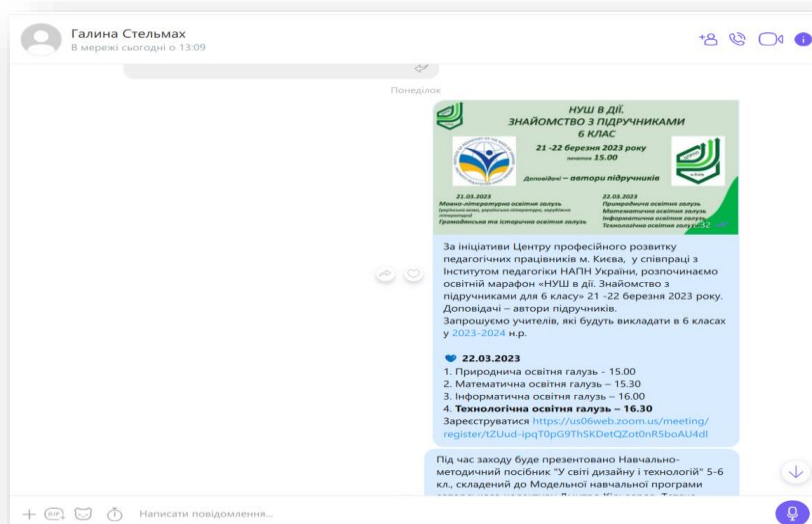 Галина Стельмах
В мережі сьогодні о 13:09
Понеділок
НУШ В ДІЇ.
ЗНАЙОМСТВО З ПІДРУЧНИКАМИ
6 КЛАС
21 -22 березня 2023 року
початок 15.00
Доповідачі – автори підручників
21.03.2023
Мовно-літературна освітня галузь
(українська мова, українська література, зарубіжна
література)
Громадянська та історична освітня галузь
22.03.2023
Природнича освітня галузь
Математична освітня галузь
Інформатична освітня галузь
Технологічна освітня галузь
За ініціативи Центру професійного розвитку
педагогічних працівників м. Києва, у співпраці з
Інститутом педагогіки НАПН України, розпочинаємо
освітній марафон «НУШ в дії. Знайомство з
підручниками для 6 класу» 21 -22 березня 2023 року.
Доповідачі – автори підручників.
Запрошуємо учителів, які будуть викладати в 6 класах
у 2023-2024 н.р.
💙 22.03.2023
1. Природнича освітня галузь - 15.00
2. Математична освітня галузь – 15.30
3. Інформатична освітня галузь – 16.00
4. Технологічна освітня галузь – 16.30
Зареєструватися https://us06web.zoom.us/meeting/
register/tZUud-ipqT0pG9ThSKDetQZot0nR5boAU4dl
Під час заходу буде презентовано Навчально-
методичний посібник "У світі дизайну і технологій" 5-6
кл., складений до Модельної навчальної програми
GIF
Написати повідомлення...